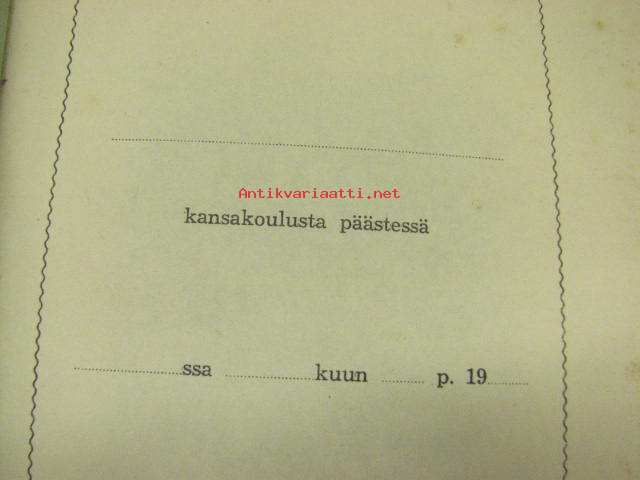 Antikvariaatti.net
kansakoulusta päästessä
ssa kuun p. 19